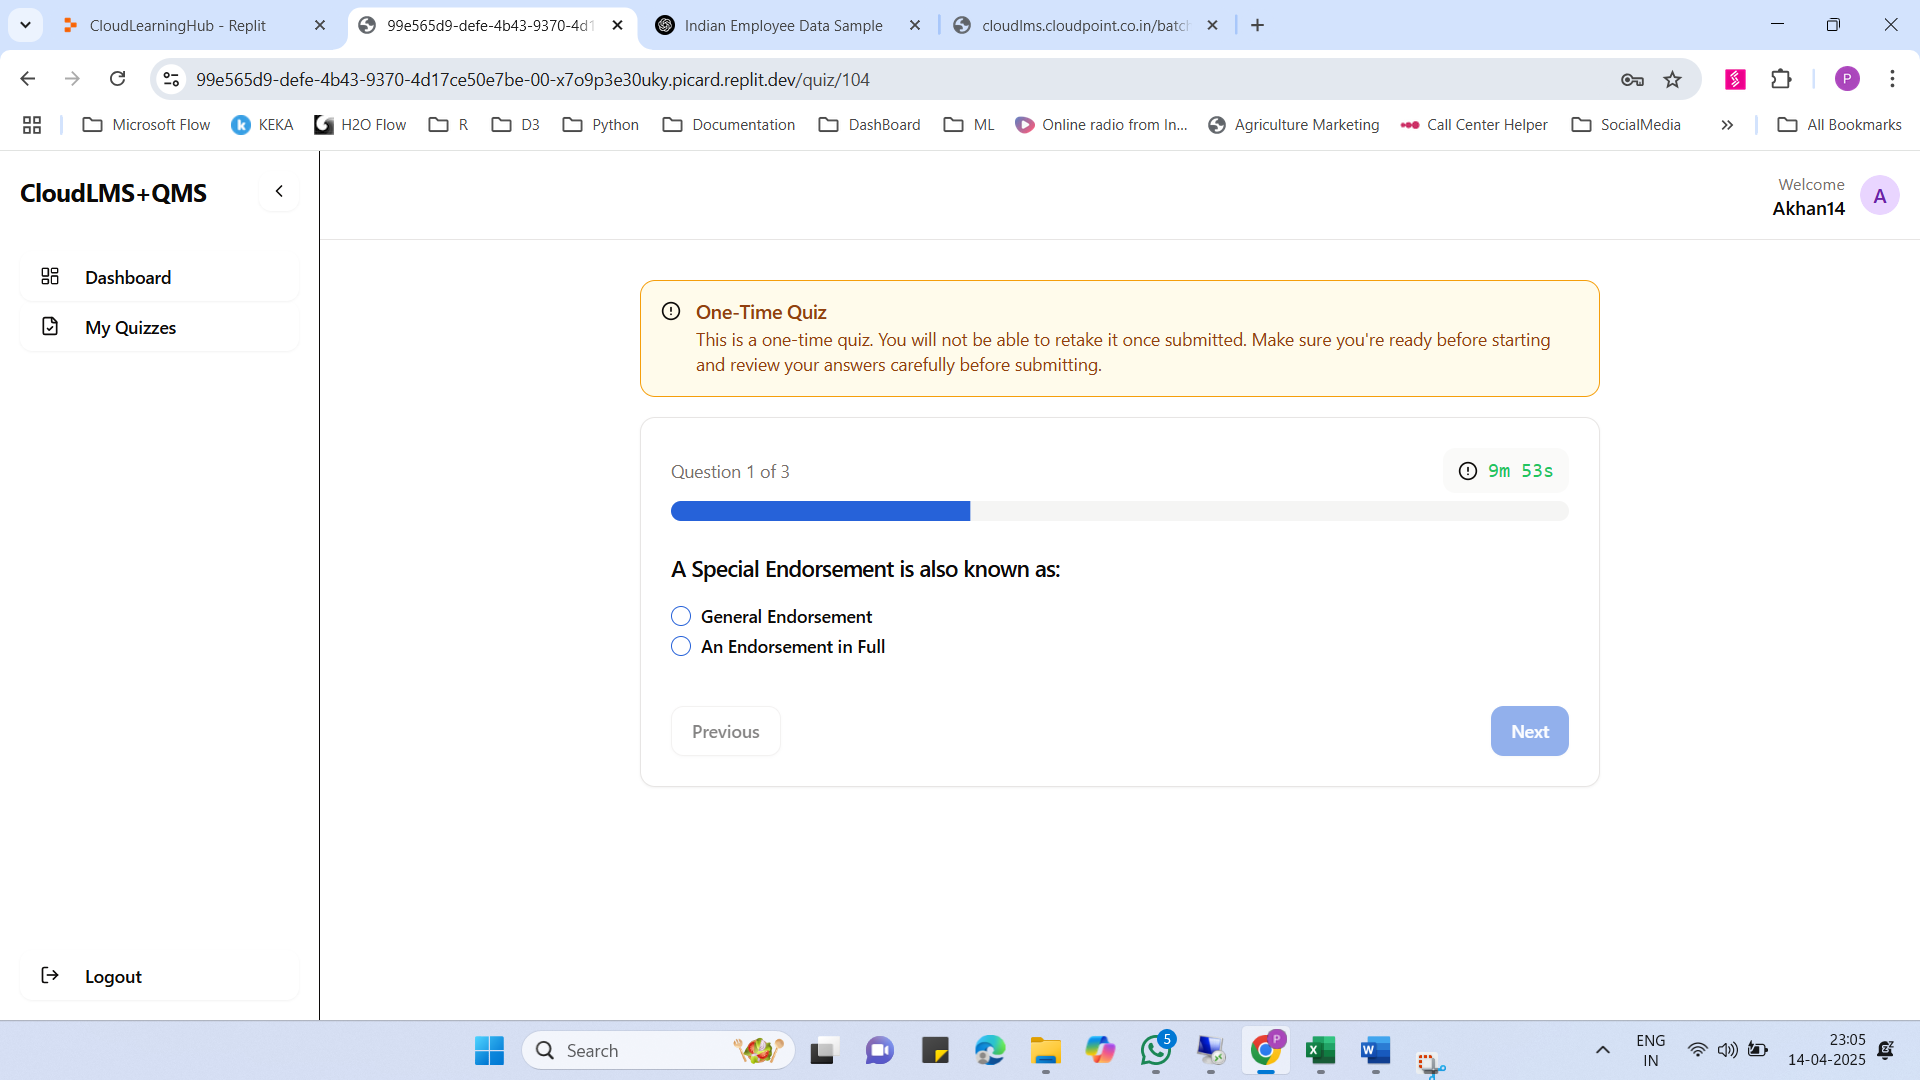 CloudLearningHub - Replit
99e565d9-defe-4b43-9370-4d1
Indian Employee Data Sample
cloudlms.cloudpoint.co.in/batch
99e565d9-defe-4b43-9370-4d17ce50e7be-00-x7o9p3e30uky.picard.replit.dev/quiz/104
P
Microsoft Flow
KEKA
H2O Flow
R
D3
Python
Documentation
DashBoard
ML
Online radio from In...
Agriculture Marketing
Call Center Helper
SocialMedia
All Bookmarks
CloudLMS+QMS
Welcome
Akhan14
A
Dashboard
My Quizzes
One-Time Quiz
This is a one-time quiz. You will not be able to retake it once submitted. Make sure you're ready before starting
and review your answers carefully before submitting.
Question 1 of 3
9m 53s
A Special Endorsement is also known as:
General Endorsement
An Endorsement in Full
Previous
Next
Logout
Search
5
P
ENG
IN
23:05
14-04-2025